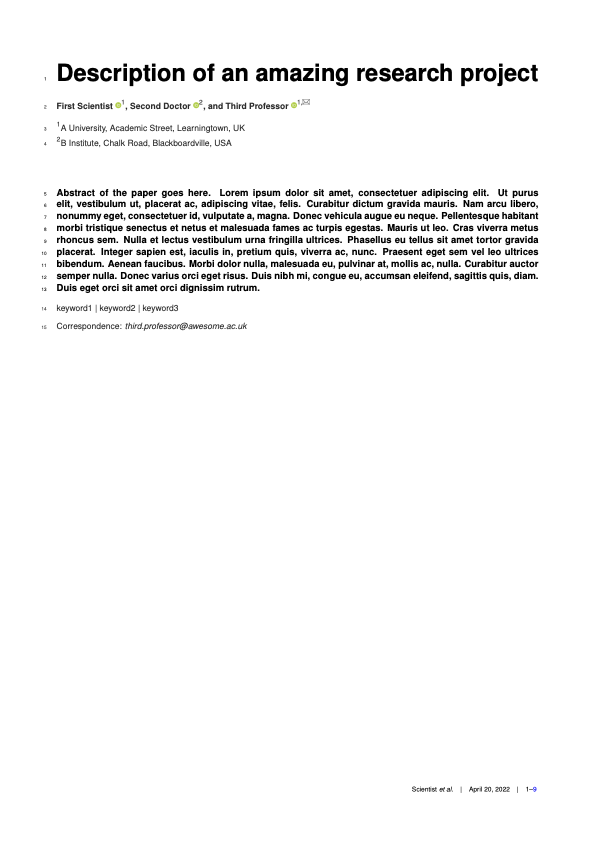 1 Description of an amazing research project
2 First Scientist 1, Second Doctor 2, and Third Professor 1,✉
3 1A University, Academic Street, Learningtown, UK
4 2B Institute, Chalk Road, Blackboardville, USA
5 Abstract of the paper goes here. Lorem ipsum dolor sit amet, consectetuer adipiscing elit. Ut purus
6 elit, vestibulum ut, placerat ac, adipiscing vitae, felis. Curabitur dictum gravida mauris. Nam arcu libero,
7 nonummy eget, consectetuer id, vulputate a, magna. Donec vehicula augue eu neque. Pellentesque habitant
8 morbi tristique senectus et netus et malesuada fames ac turpis egestas. Mauris ut leo. Cras viverra metus
9 rhoncus sem. Nulla et lectus vestibulum urna fringilla ultrices. Phasellus eu tellus sit amet tortor gravida
10 placerat. Integer sapien est, iaculis in, pretium quis, viverra ac, nunc. Praesent eget sem vel leo ultrices
11 bibendum. Aenean faucibus. Morbi dolor nulla, malesuada eu, pulvinar at, mollis ac, nulla. Curabitur auctor
12 semper nulla. Donec varius orci eget risus. Duis nibh mi, congue eu, accumsan eleifend, sagittis quis, diam.
13 Duis eget orci sit amet orci dignissim rutrum.
14 keyword1 | keyword2 | keyword3
15 Correspondence: third.professor@awesome.ac.uk
Scientist et al. | April 20, 2022 | 1–9